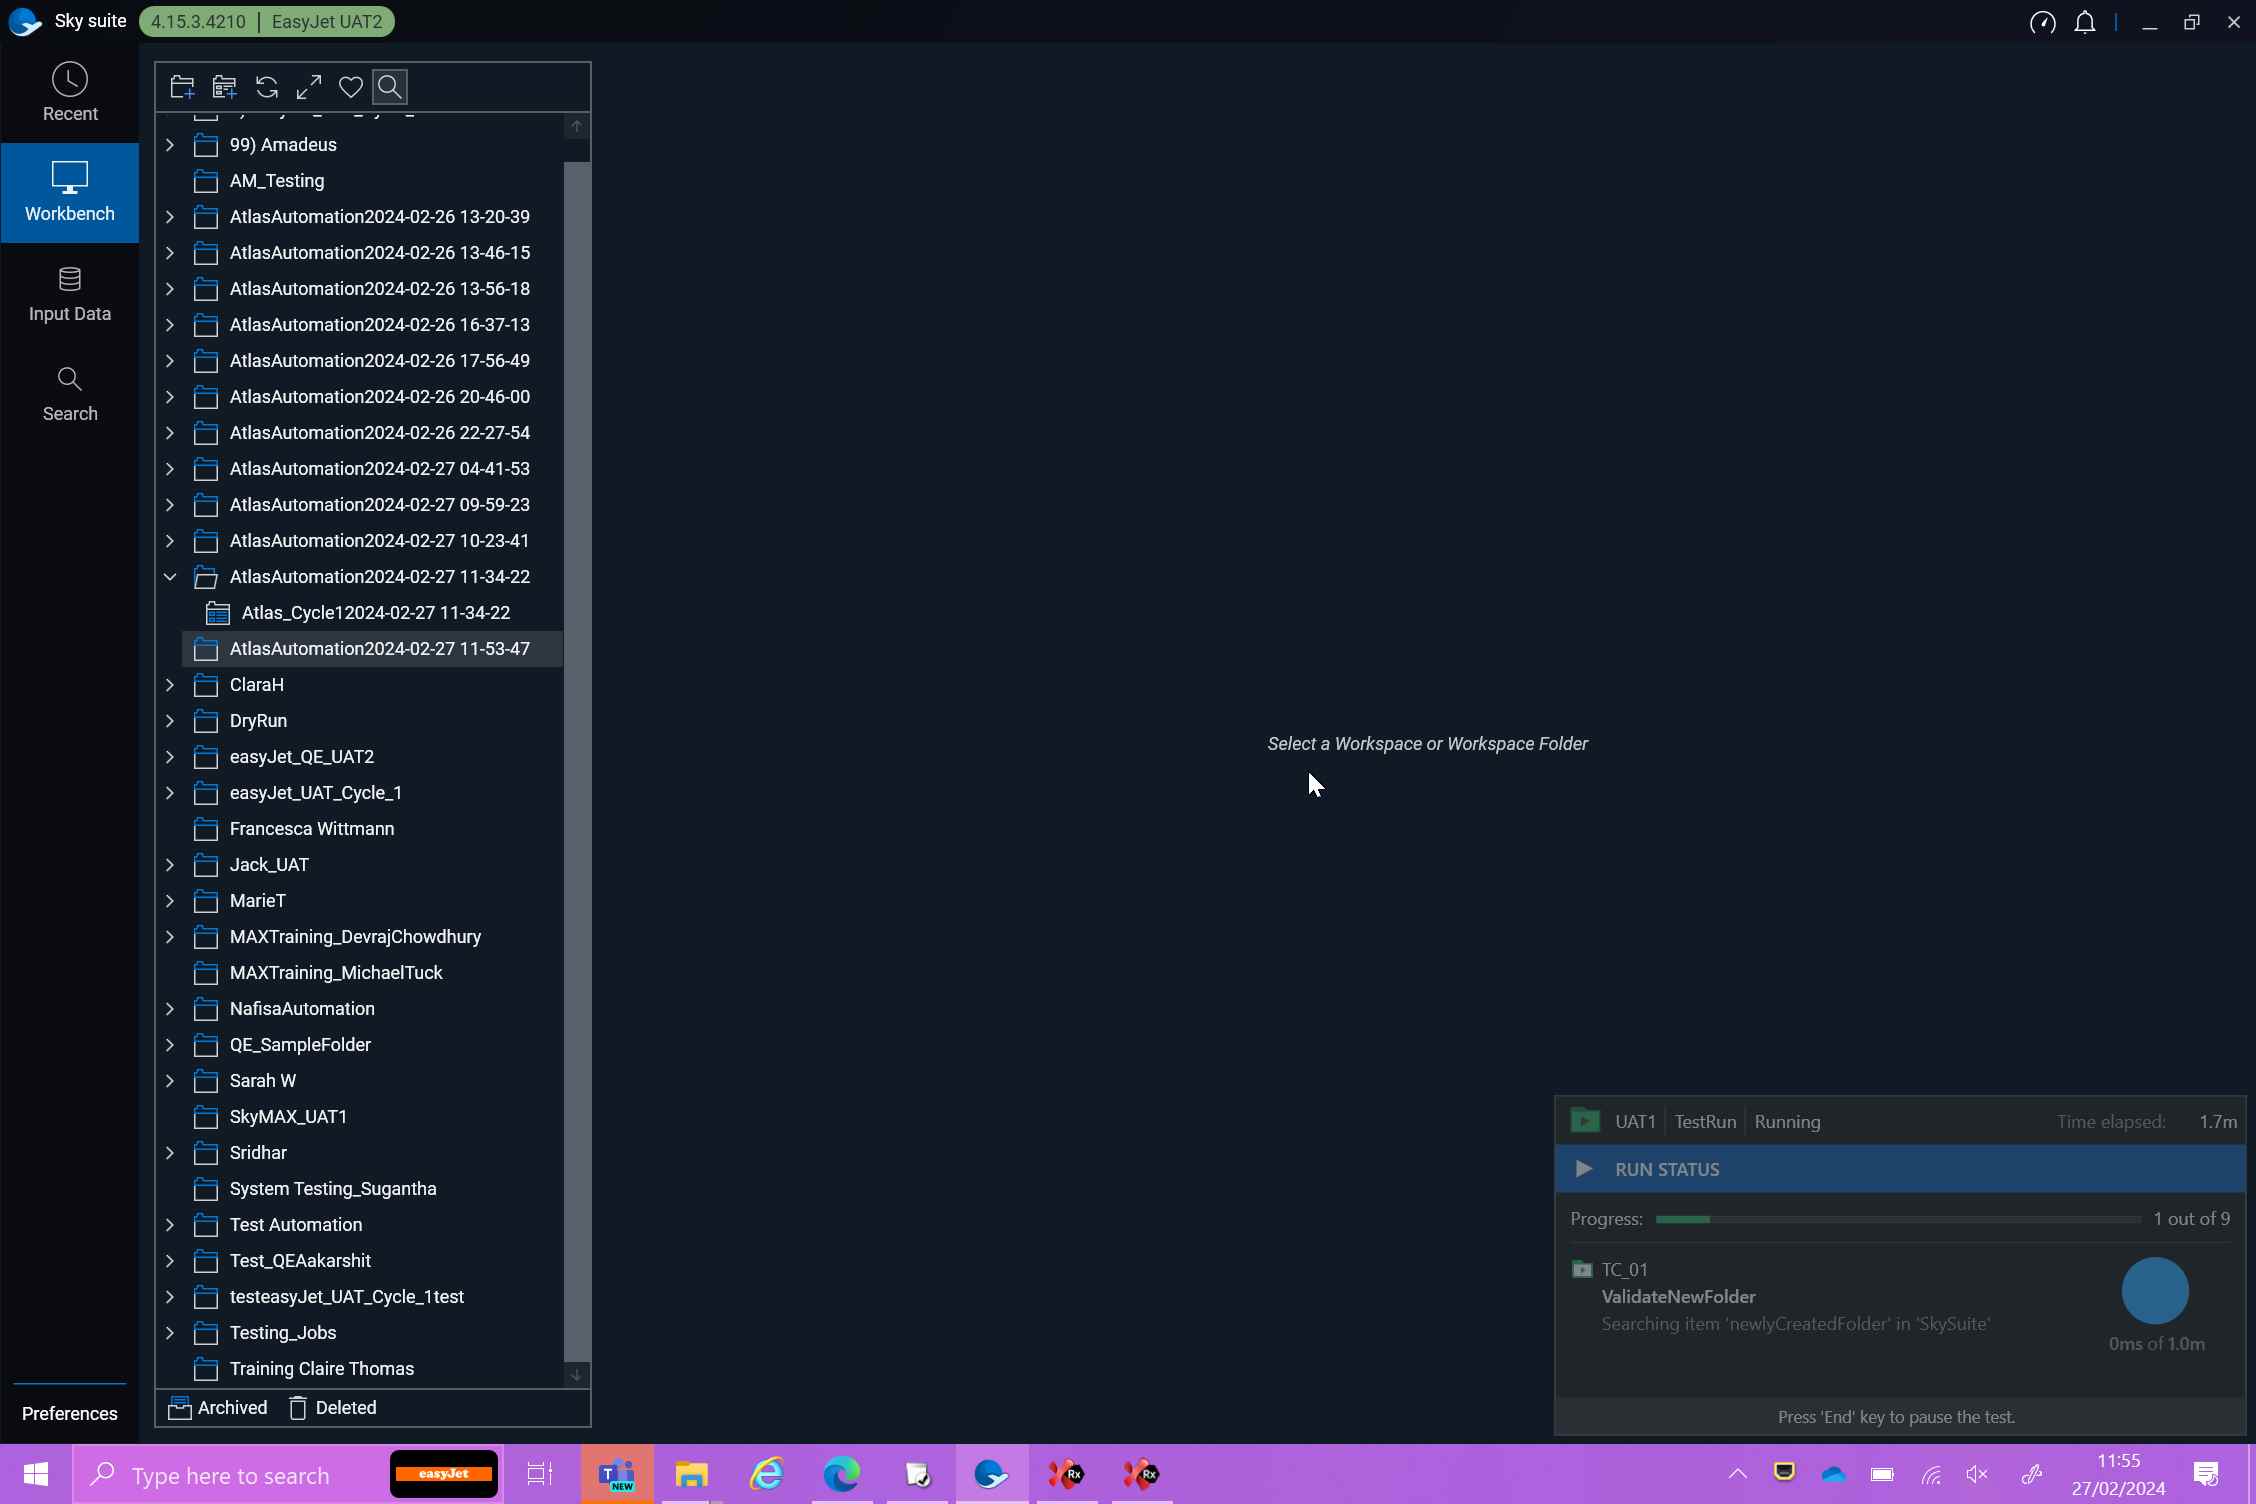 Sky suite 4.15.3.4210 | EasyJet UAT2
Recent
Workbench
Input Data
Search
Preferences
99) Amadeus
AM_Testing
AtlasAutomation2024-02-26 13-20-39
AtlasAutomation2024-02-26 13-46-15
AtlasAutomation2024-02-26 13-56-18
AtlasAutomation2024-02-26 16-37-13
AtlasAutomation2024-02-26 17-56-49
AtlasAutomation2024-02-26 20-46-00
AtlasAutomation2024-02-26 22-27-54
AtlasAutomation2024-02-27 04-41-53
AtlasAutomation2024-02-27 09-59-23
AtlasAutomation2024-02-27 10-23-41
AtlasAutomation2024-02-27 11-34-22
Atlas_Cycle12024-02-27 11-34-22
AtlasAutomation2024-02-27 11-53-47
ClaraH
DryRun
easyJet_QE_UAT2
easyJet_UAT_Cycle_1
Francesca Wittmann
Jack_UAT
MarieT
MAXTraining_DevrajChowdhury
MAXTraining_MichaelTuck
NafisaAutomation
QE_SampleFolder
Sarah W
SkyMAX_UAT1
Sridhar
System Testing_Sugantha
Test Automation
Test_QEAakarshit
testeasyJet_UAT_Cycle_1test
Testing_Jobs
Training Claire Thomas
Archived Deleted
Select a Workspace or Workspace Folder
UAT1 TestRun Running Time elapsed: 1.7m
RUN STATUS
Progress: 1 out of 9
TC_01
ValidateNewFolder
Searching item 'newlyCreatedFolder' in 'SkySuite'
0ms of 1.0m
Press 'End' key to pause the test.
Type here to search
easyJet
T
NEW
Rx
Rx
11:55
27/02/2024